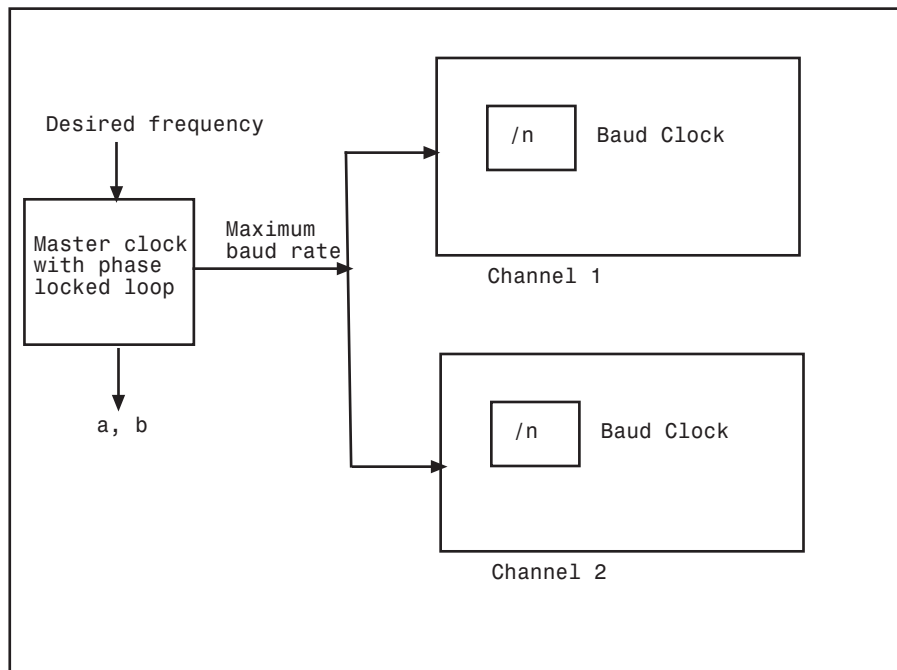 Desired frequency
Master clock
with phase
locked loop
a, b
Maximum
baud rate
/n
Baud Clock
Channel 1
/n
Baud Clock
Channel 2